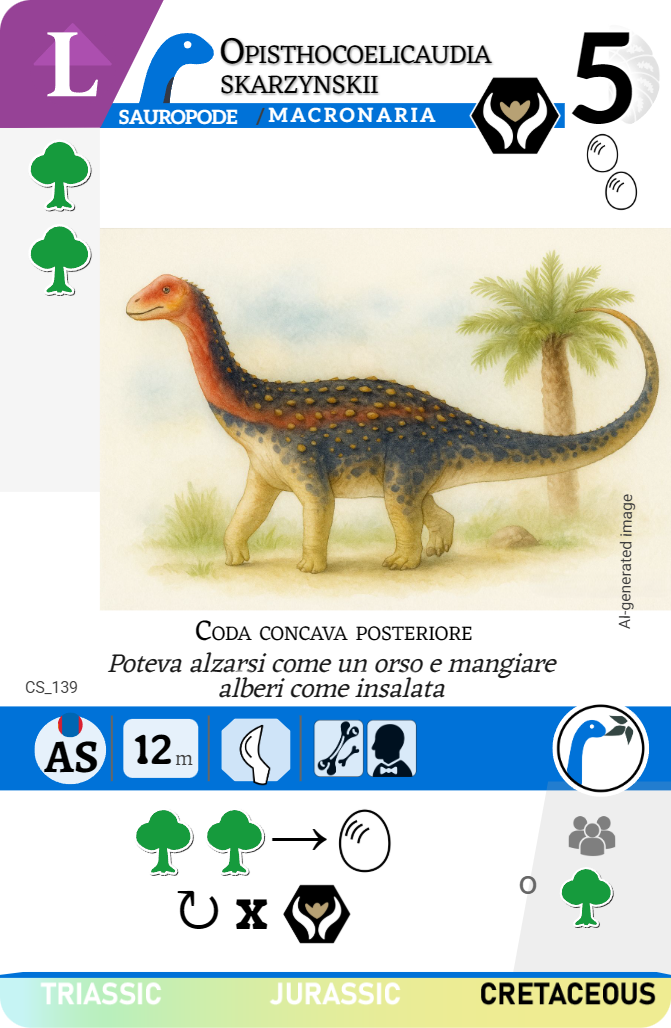 L
OPISTHOCOELICAUDIA
SKARZYNSKII
5
SAUROPODE / MACRONARIA
AI-generated image
CODA CONCAVA POSTERIORE
Poteva alzarsi come un orso e mangiare
alberi come insalata
CS_139
AS
12 m
x
O
TRIASSIC JURASSIC CRETACEOUS